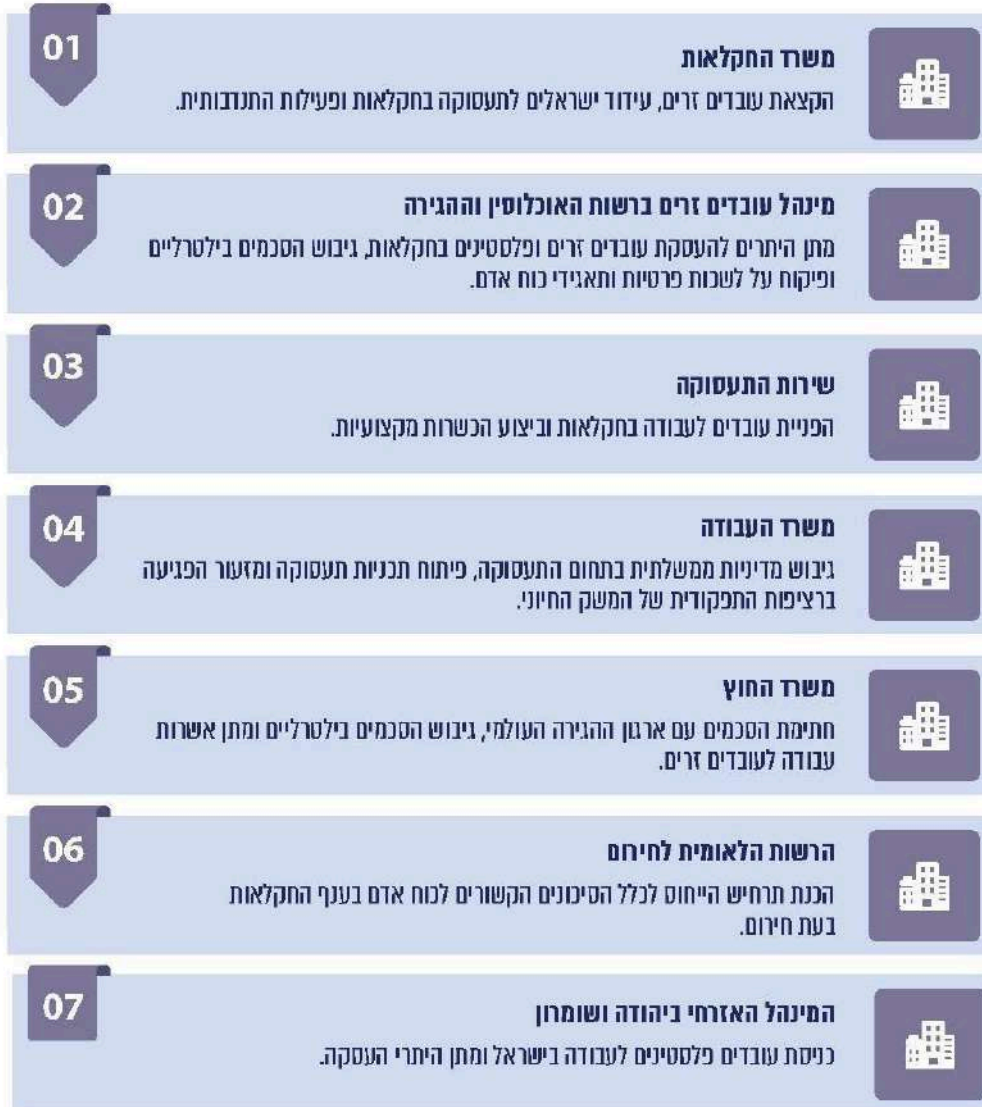 01
משרד החקלאות
הקצאת עובדים זרים, עידוד ישראלים לתעסוקה בחקלאות ופעילות התנדבותית.
02
מינהל עובדים זרים ברשות האוכלוסין וההגירה
מתן היתרים להעסקת עובדים זרים ופלסטינים בחקלאות, גיבוש הסכמים בילטרליים
ופיקוח על לשכות פרטיות ותאגידי כוח אדם.
03
שירות התעסוקה
הפניית עובדים לעבודה בחקלאות וביצוע הכשרות מקצועיות.
04
משרד העבודה
גיבוש מדיניות ממשלתית בתחום התעסוקה, פיתוח תכניות תעסוקה ומזעור הפגיעה
ברציפות התפקודית של המשק החיוני.
05
משרד החוץ
חתימת הסכמים עם ארגון ההגירה העולמי, גיבוש הסכמים בילטרליים ומתן אשרות
עבודה לעובדים זרים.
06
הרשות הלאומית לחירום
הכנת תרחיש הייחוס לכלל הסיכונים הקשורים לכוח אדם בענף החקלאות
בעת חירום.
07
המינהל האזרחי ביהודה ושומרון
כניסת עובדים פלסטינים לעבודה בישראל ומתן היתרי העסקה.